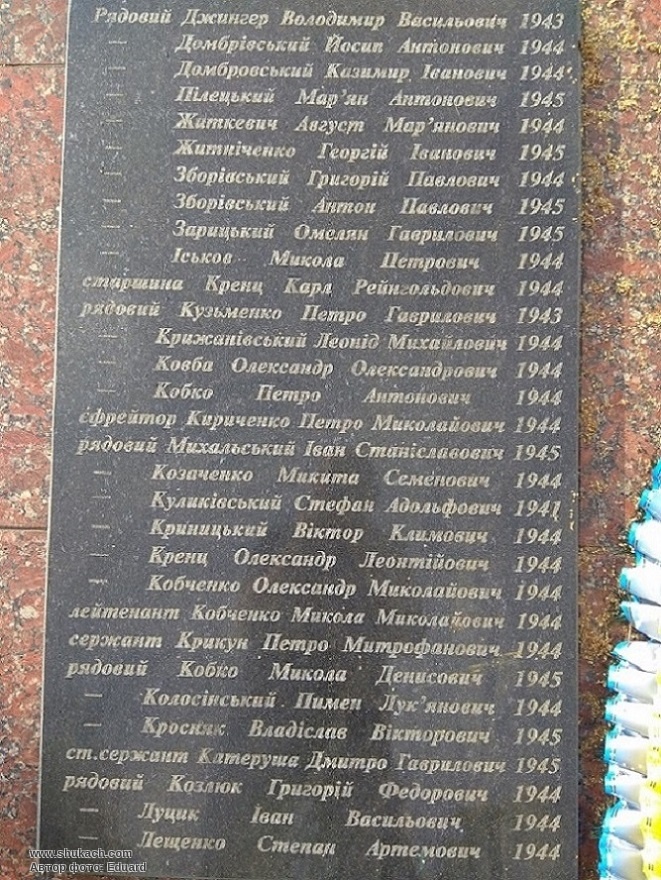 Рядовий Джингер Володимир Васильович 1943
— Домбрівський Йосип Антонович 1944
— Домбровський Казимир Іванович 1944
— Пілецький Мар'ян Антонович 1945
— Житкевич Август Мар'янович 1944
— Житніченко Георгій Іванович 1945
— Зборівський Григорій Павлович 1944
— Зборівський Антон Павлович 1945
— Зарицький Омелян Гаврилович 1945
— Іськов Микола Петрович 1944
старшина Кренц Карл Рейнгольдович 1944
рядовий Кузьменко Петро Гаврилович 1943
— Крижанівський Леонід Михайлович 1944
— Ковба Олександр Олександрович 1944
— Кобко Петро Антонович 1944
єфрейтор Кириченко Петро Миколайович 1944
рядовий Михальський Іван Станіславович 1945
— Козаченко Микита Семенович 1944
— Куликівський Стефан Адольфович 1941
— Криницький Віктор Климович 1944
— Кренц Олександр Леонтійович 1944
— Кобченко Олександр Миколайович 1944
лейтенант Кобченко Микола Миколайович 1944
сержант Крикун Петро Митрофанович 1944
рядовий Кобко Микола Денисович 1945
— Колосінський Пимен Лук'янович 1944
— Кросняк Владіслав Вікторович 1945
ст.сержант Катеруша Дмитро Гаврилович 1945
рядовий Козлюк Григорій Федорович 1944
— Луцик Іван Васильович 1944
— Лещенко Степан Артемович 1944
www.shukach.com
Автор фото: Eduard